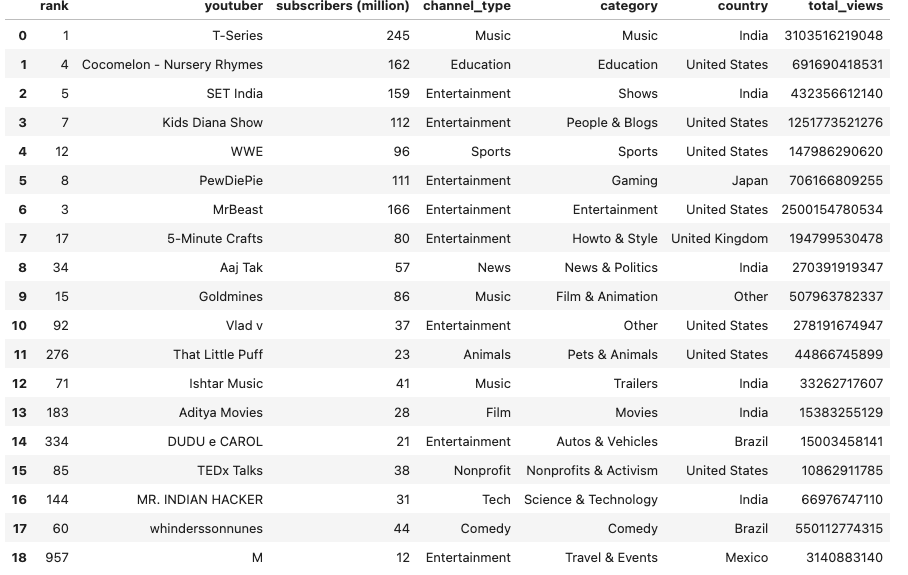 rank youtuber subscribers (million) channel_type category country total_views
0 1 T-Series 245 Music Music India 3103516219048
1 4 Cocomelon - Nursery Rhymes 162 Education Education United States 691690418531
2 5 SET India 159 Entertainment Shows India 432356612140
3 7 Kids Diana Show 112 Entertainment People & Blogs United States 1251773521276
4 12 WWE 96 Sports Sports United States 147986290620
5 8 PewDiePie 111 Entertainment Gaming Japan 706166809255
6 3 MrBeast 166 Entertainment Entertainment United States 2500154780534
7 17 5-Minute Crafts 80 Entertainment Howto & Style United Kingdom 194799530478
8 34 Aaj Tak 57 News News & Politics India 270391919347
9 15 Goldmines 86 Music Film & Animation Other 507963782337
10 92 Vlad v 37 Entertainment Other United States 278191674947
11 276 That Little Puff 23 Animals Pets & Animals United States 44866745899
12 71 Ishtar Music 41 Music Trailers India 33262717607
13 183 Aditya Movies 28 Film Movies India 15383255129
14 334 DUDU e CAROL 21 Entertainment Autos & Vehicles Brazil 15003458141
15 85 TEDx Talks 38 Nonprofit Nonprofits & Activism United States 10862911785
16 144 MR. INDIAN HACKER 31 Tech Science & Technology India 66976747110
17 60 whinderssonnunes 44 Comedy Comedy Brazil 550112774315
18 957 M 12 Entertainment Travel & Events Mexico 3140883140